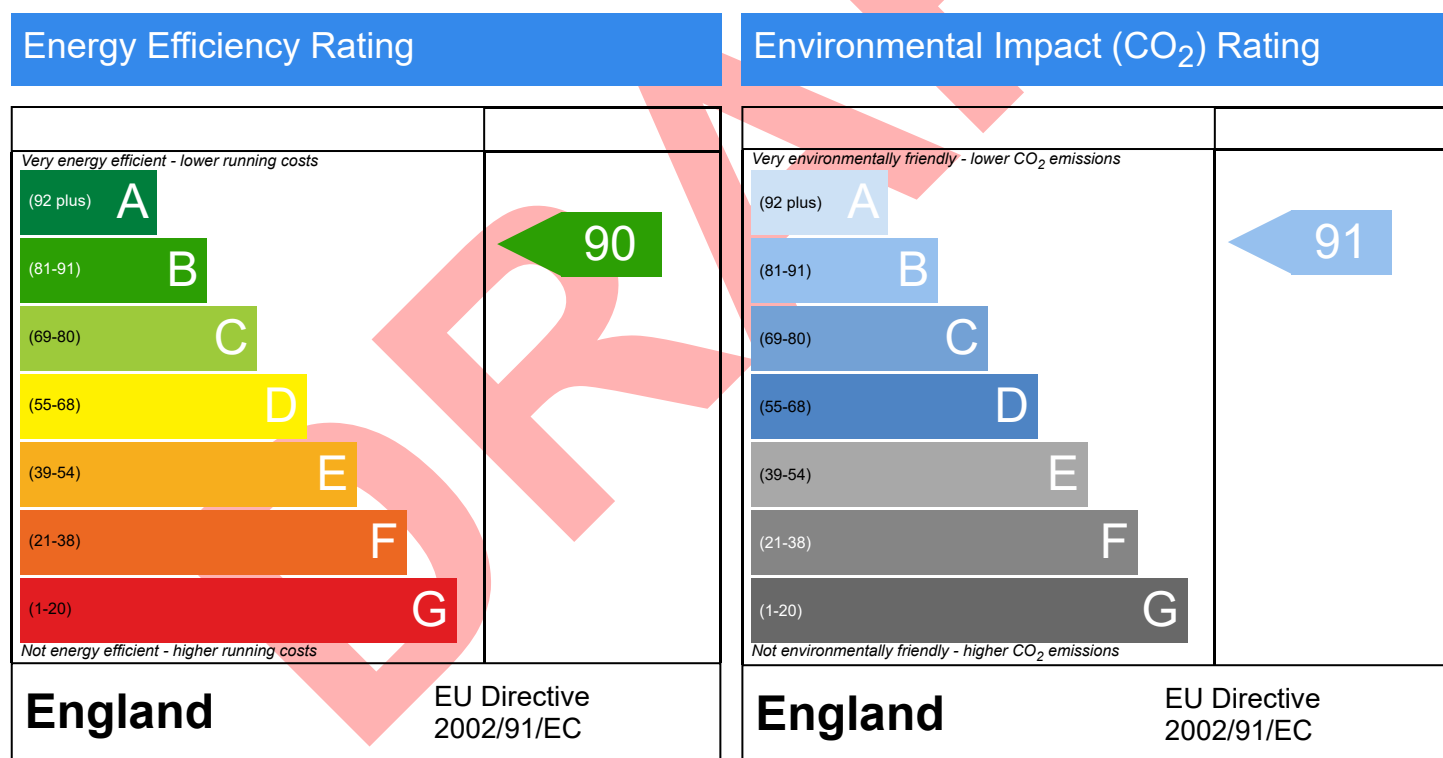 Energy Efficiency Rating
Very energy efficient - lower running costs
(92 plus) A
(81-91) B
(69-80) C
(55-68) D
(39-54) E
(21-38) F
(1-20) G
Not energy efficient - higher running costs
90
England
EU Directive
2002/91/EC
Environmental Impact (CO₂) Rating
Very environmentally friendly - lower CO₂ emissions
(92 plus) A
(81-91) B
(69-80) C
(55-68) D
(39-54) E
(21-38) F
(1-20) G
Not environmentally friendly - higher CO₂ emissions
91
England
EU Directive
2002/91/EC